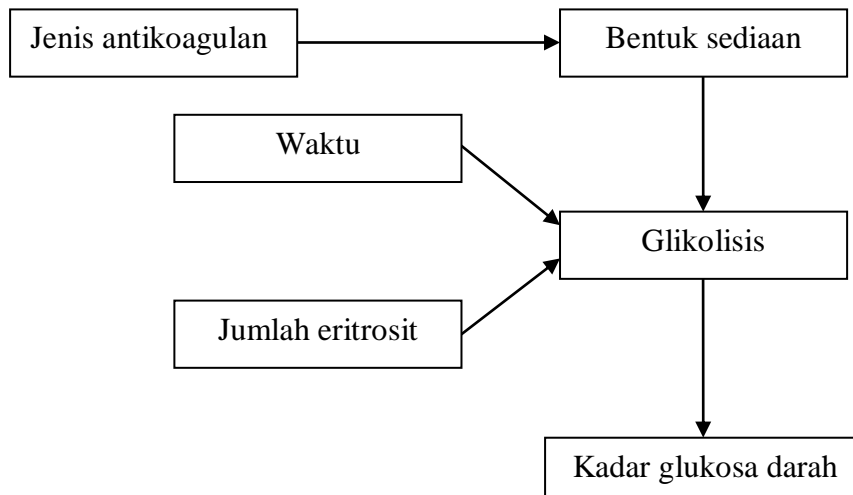 Jenis antikoagulan
Bentuk sediaan
Waktu
Glikolisis
Jumlah eritrosit
Kadar glukosa darah